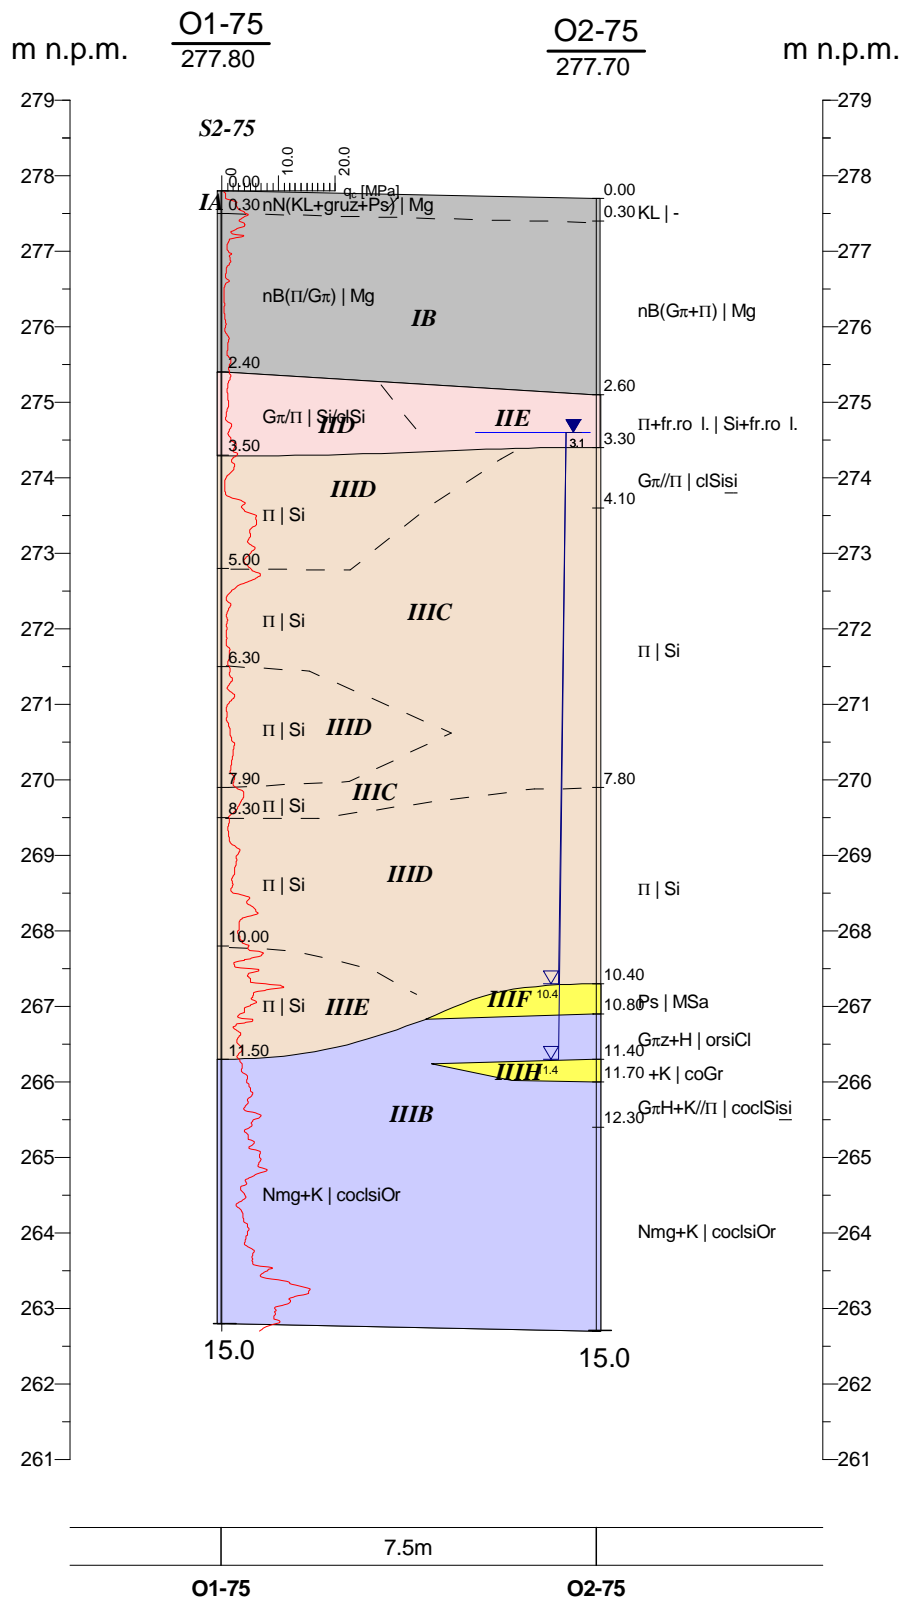 O1-75
277.80
O2-75
277.70
m n.p.m.
m n.p.m.
279
278
277
276
275
274
273
272
271
270
269
268
267
266
265
264
263
262
261
279
278
277
276
275
274
273
272
271
270
269
268
267
266
265
264
263
262
261
S2-75
0
10.0
20.0
[MPa]
0.00
IA
0.30
nN(KL+gruz+Ps) | Mg
nB(Π/Gπ) | Mg
IB
2.40
Gπ/Π | Si/clSi
IID
IIE
3.50
IIID
Π | Si
5.00
IIIC
Π | Si
6.30
Π | Si
IIID
7.90
IIIC
Π | Si
8.30
IIID
Π | Si
10.00
Π | Si
IIIE
IIIF
11.50
IIIH
IIIB
Nmg+K | coclsiOr
15.0
0.00
0.30
KL | -
nB(Gπ+Π) | Mg
2.60
Π+fr.ro l. | Si+fr.ro l.
3.1
3.30
Gπ//Π | clSisi
4.10
Π | Si
7.80
Π | Si
10.40
10.4
10.80
Ps | MSa
Gπz+H | orsiCl
11.40
11.4
11.70
+K | coGr
GπH+K//Π | coclSisi
12.30
Nmg+K | coclsiOr
15.0
7.5m
O1-75
O2-75